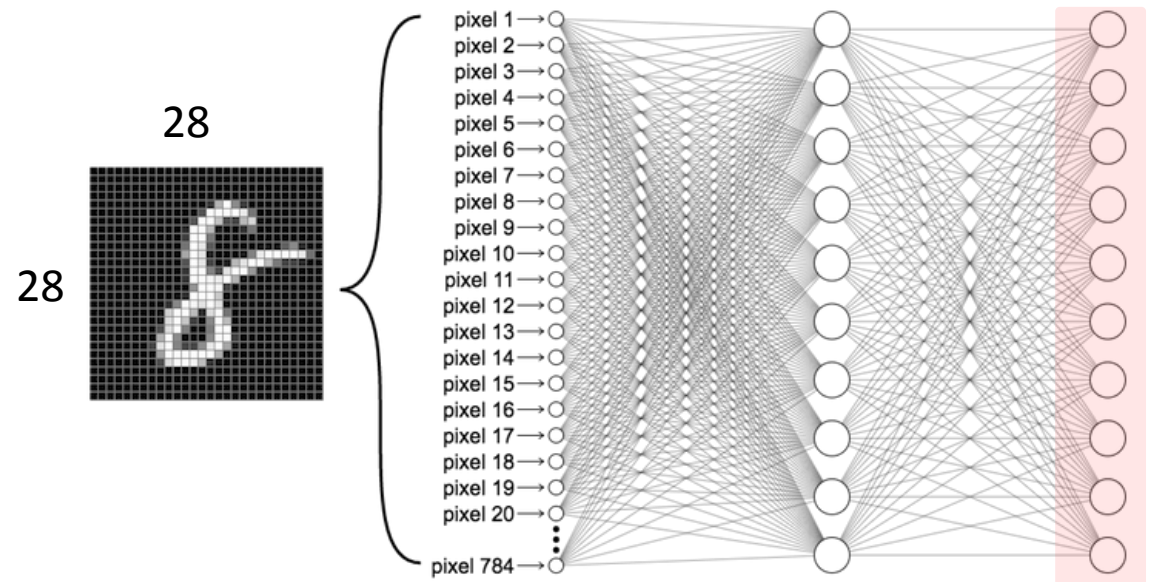 28
28
pixel 1
pixel 2
pixel 3
pixel 4
pixel 5
pixel 6
pixel 7
pixel 8
pixel 9
pixel 10
pixel 11
pixel 12
pixel 13
pixel 14
pixel 15
pixel 16
pixel 17
pixel 18
pixel 19
pixel 20
pixel 784